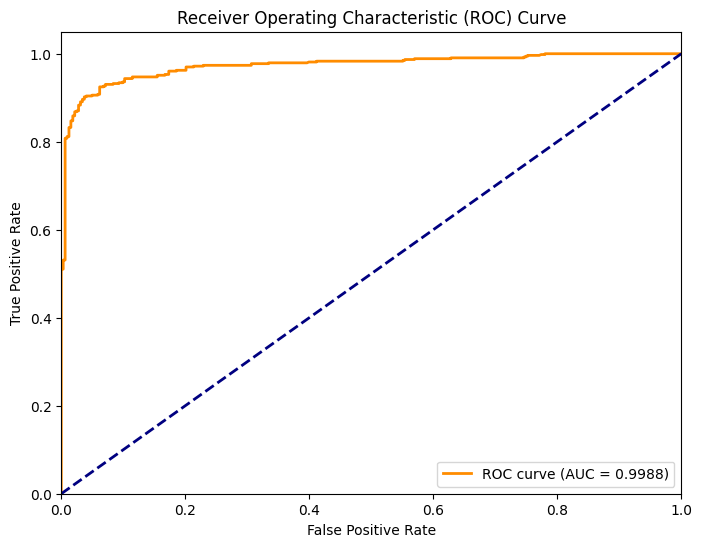 Receiver Operating Characteristic (ROC) Curve
1.0
0.8
0.6
0.4
0.2
0.0
True Positive Rate
ROC curve (AUC = 0.9988)
0.0 0.2 0.4 0.6 0.8 1.0
False Positive Rate